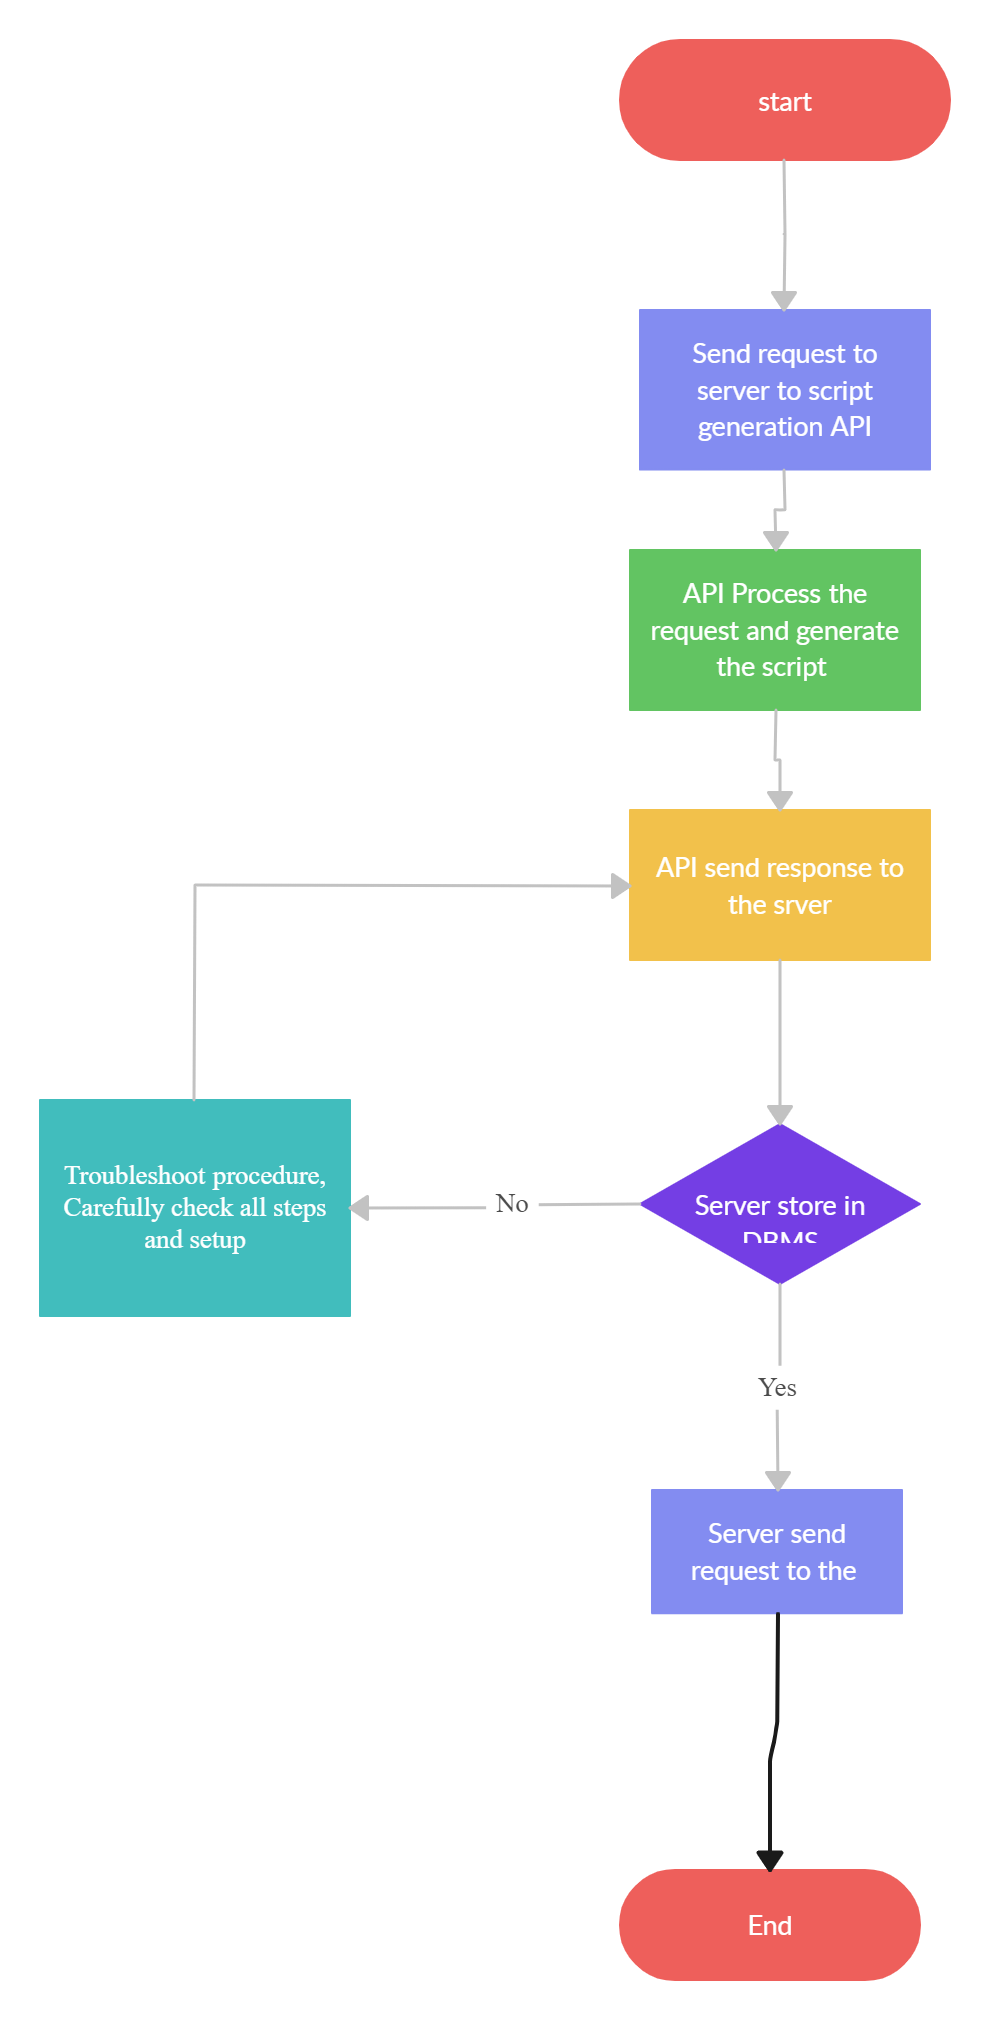 start
Send request to
server to script
generation API
API Process the
request and generate
the script
API send response to
the srver
Troubleshoot procedure,
Carefully check all steps
and setup
No
Server store in
DBMS
Yes
Server send
request to the
End